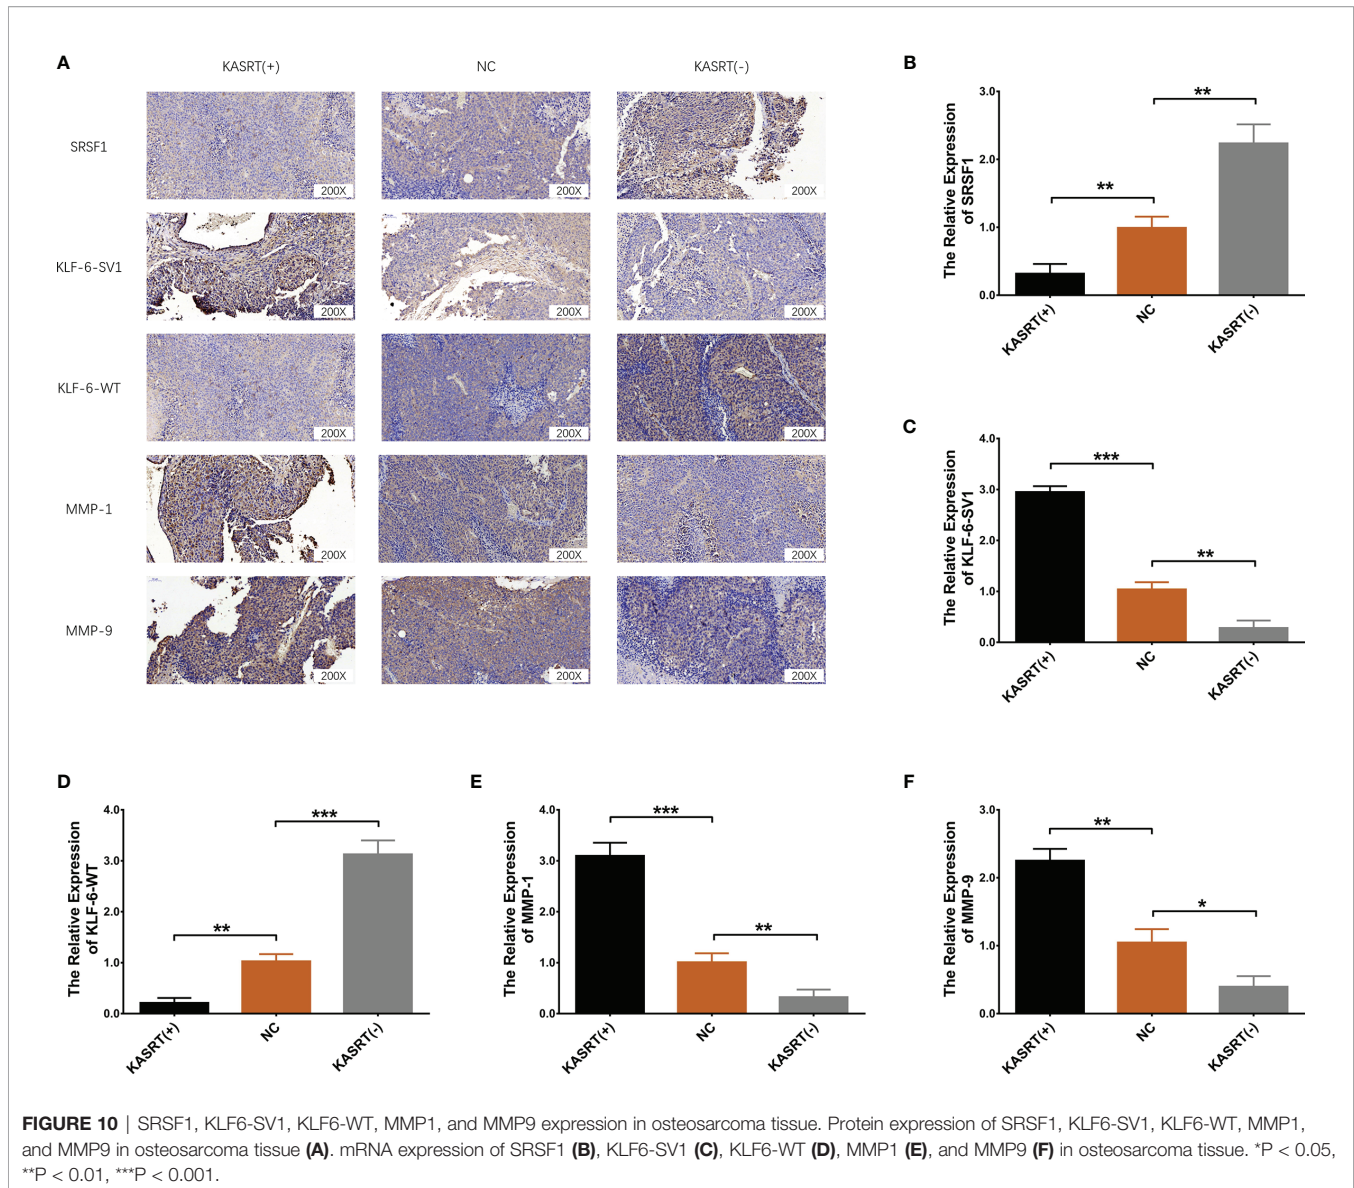 A
KASRT(+)
NC
KASRT(-)
SRSF1
200X
200X
200X
KLF-6-SV1
200X
200X
200X
KLF-6-WT
200X
200X
200X
MMP-1
200X
200X
200X
MMP-9
200X
200X
200X
B
The Relative Expression
of SRSF1
3.0
2.0
1.0
0.0
**
**
KASRT(+)
NC
KASRT(-)
C
The Relative Expression
of KLF-6-SV1
4.0
3.0
2.0
1.0
0.0
***
**
KASRT(+)
NC
KASRT(-)
D
The Relative Expression
of KLF-6-WT
4.0
3.0
2.0
1.0
0.0
**
***
KASRT(+)
NC
KASRT(-)
E
The Relative Expression
of MMP-1
4.0
3.0
2.0
1.0
0.0
***
**
KASRT(+)
NC
KASRT(-)
F
The Relative Expression
of MMP-9
3.0
2.0
1.0
0.0
**
*
KASRT(+)
NC
KASRT(-)
FIGURE 10 | SRSF1, KLF6-SV1, KLF6-WT, MMP1, and MMP9 expression in osteosarcoma tissue. Protein expression of SRSF1, KLF6-SV1, KLF6-WT, MMP1,
and MMP9 in osteosarcoma tissue (A). mRNA expression of SRSF1 (B), KLF6-SV1 (C), KLF6-WT (D), MMP1 (E), and MMP9 (F) in osteosarcoma tissue. *P < 0.05,
**P < 0.01, ***P < 0.001.